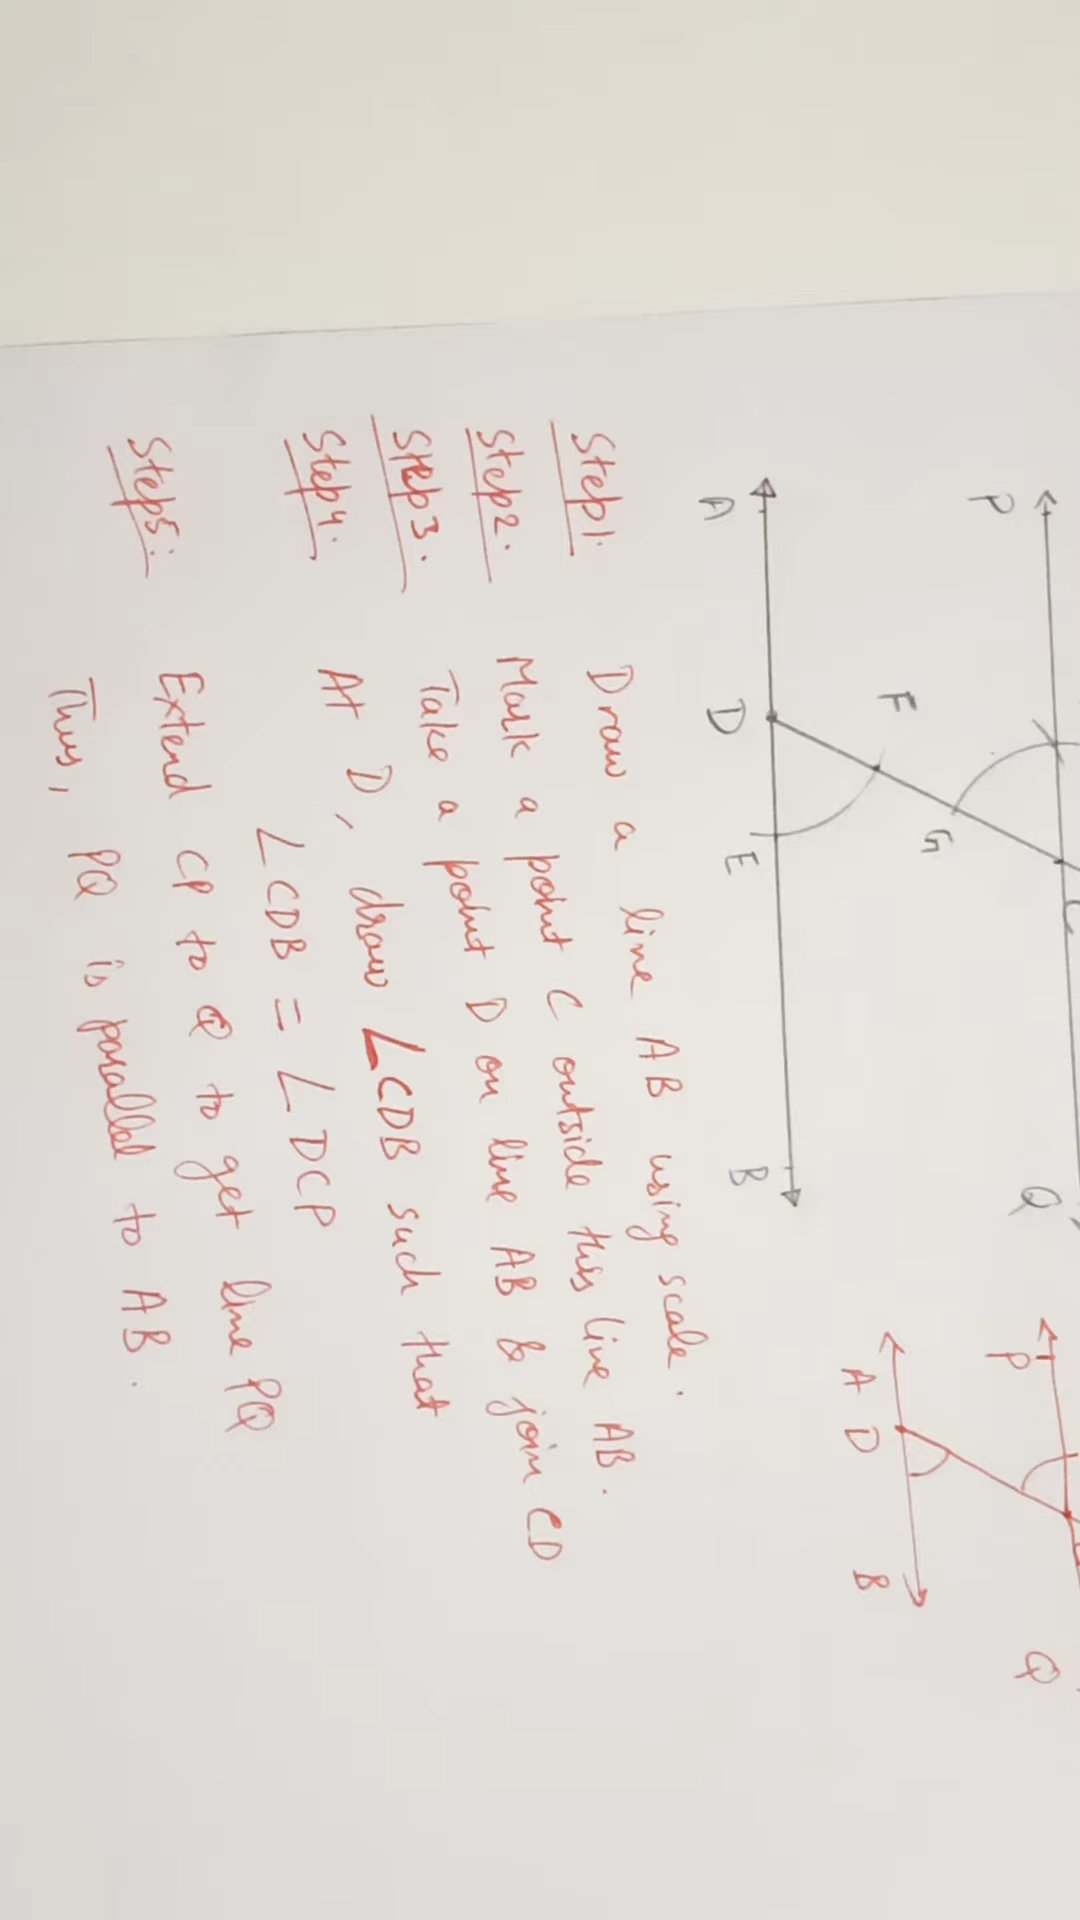 P
C
Q
F
G
A
D
E
B
P
Q
A
D
B
Step1: Draw a line AB using scale.
Step2: Mark a point C outside this line AB.
Step3: Take a point D on line AB & join CD
Step4: At D, draw ∠CDB such that
∠CDB = ∠DCP
Step5: Extend CP to Q to get line PQ
Thus, PQ is parallel to AB.